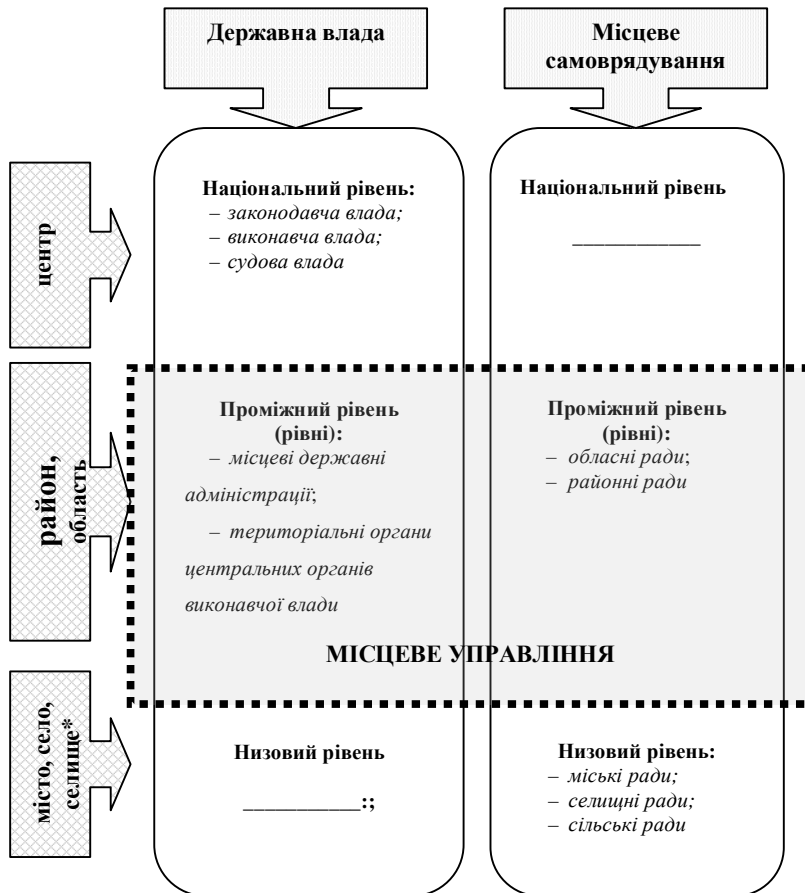 Державна влада
Місцеве
самоврядування
центр
Національний рівень:
– законодавча влада;
– виконавча влада;
– судова влада
Національний рівень
____________
район,
область
Проміжний рівень
(рівні):
– місцеві державні
адміністрації;
– територіальні органи
центральних органів
виконавчої влади
Проміжний рівень
(рівні):
– обласні ради;
– районні ради
МІСЦЕВЕ УПРАВЛІННЯ
місто, село,
селище*
Низовий рівень
___________:;
Низовий рівень:
– міські ради;
– селищні ради;
– сільські ради